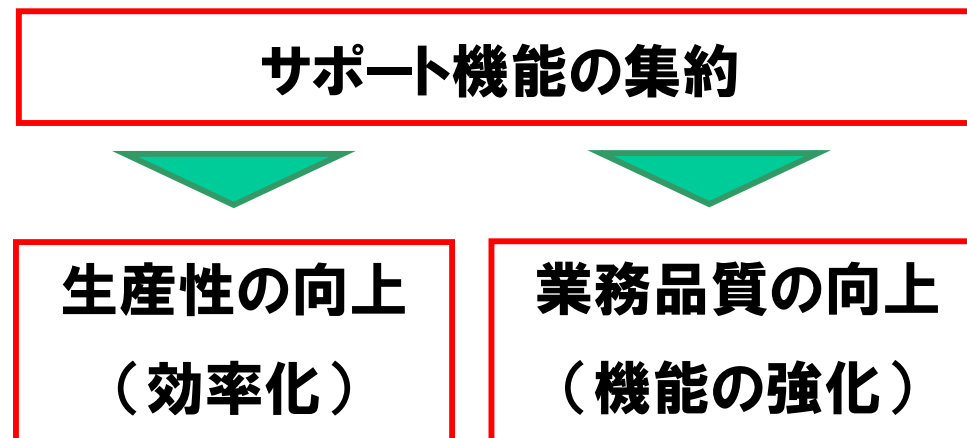 サポート機能の集約
生産性の向上
（効率化）
業務品質の向上
（機能の強化）